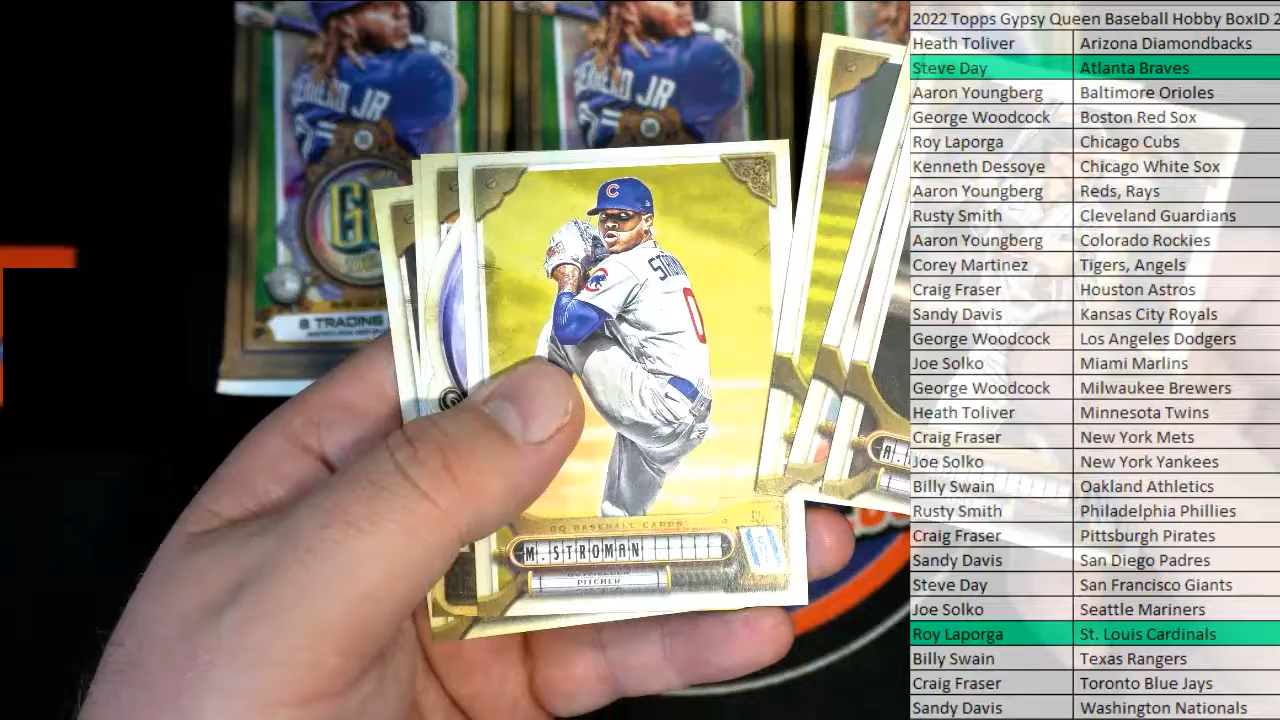 2022 Topps Gypsy Queen Baseball Hobby BoxID 2
Heath Toliver Arizona Diamondbacks
Steve Day Atlanta Braves
Aaron Youngberg Baltimore Orioles
George Woodcock Boston Red Sox
Roy Laporga Chicago Cubs
Kenneth Dessoye Chicago White Sox
Aaron Youngberg Reds, Rays
Rusty Smith Cleveland Guardians
Aaron Youngberg Colorado Rockies
Corey Martinez Tigers, Angels
Craig Fraser Houston Astros
Sandy Davis Kansas City Royals
George Woodcock Los Angeles Dodgers
Joe Solko Miami Marlins
George Woodcock Milwaukee Brewers
Heath Toliver Minnesota Twins
Craig Fraser New York Mets
Joe Solko New York Yankees
Billy Swain Oakland Athletics
Rusty Smith Philadelphia Phillies
Craig Fraser Pittsburgh Pirates
Sandy Davis San Diego Padres
Steve Day San Francisco Giants
Joe Solko Seattle Mariners
Roy Laporga St. Louis Cardinals
Billy Swain Texas Rangers
Craig Fraser Toronto Blue Jays
Sandy Davis Washington Nationals
JR
JR
8 TRADING
C
0
GQ BASEBALL CARDS
M. STROMAN
PITCHER